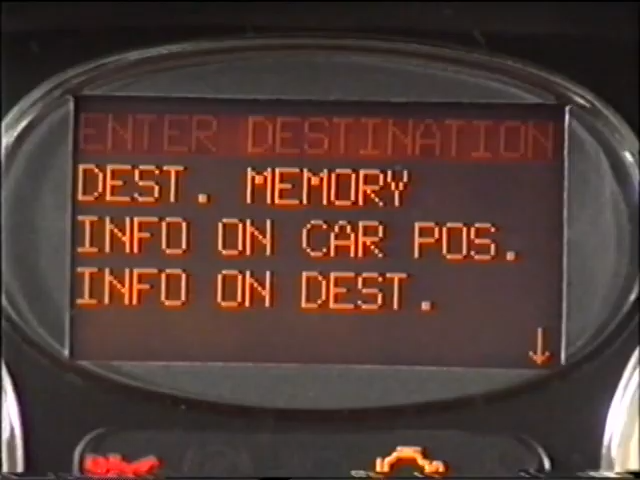 ENTER DESTINATION
DEST. MEMORY
INFO ON CAR POS.
INFO ON DEST.